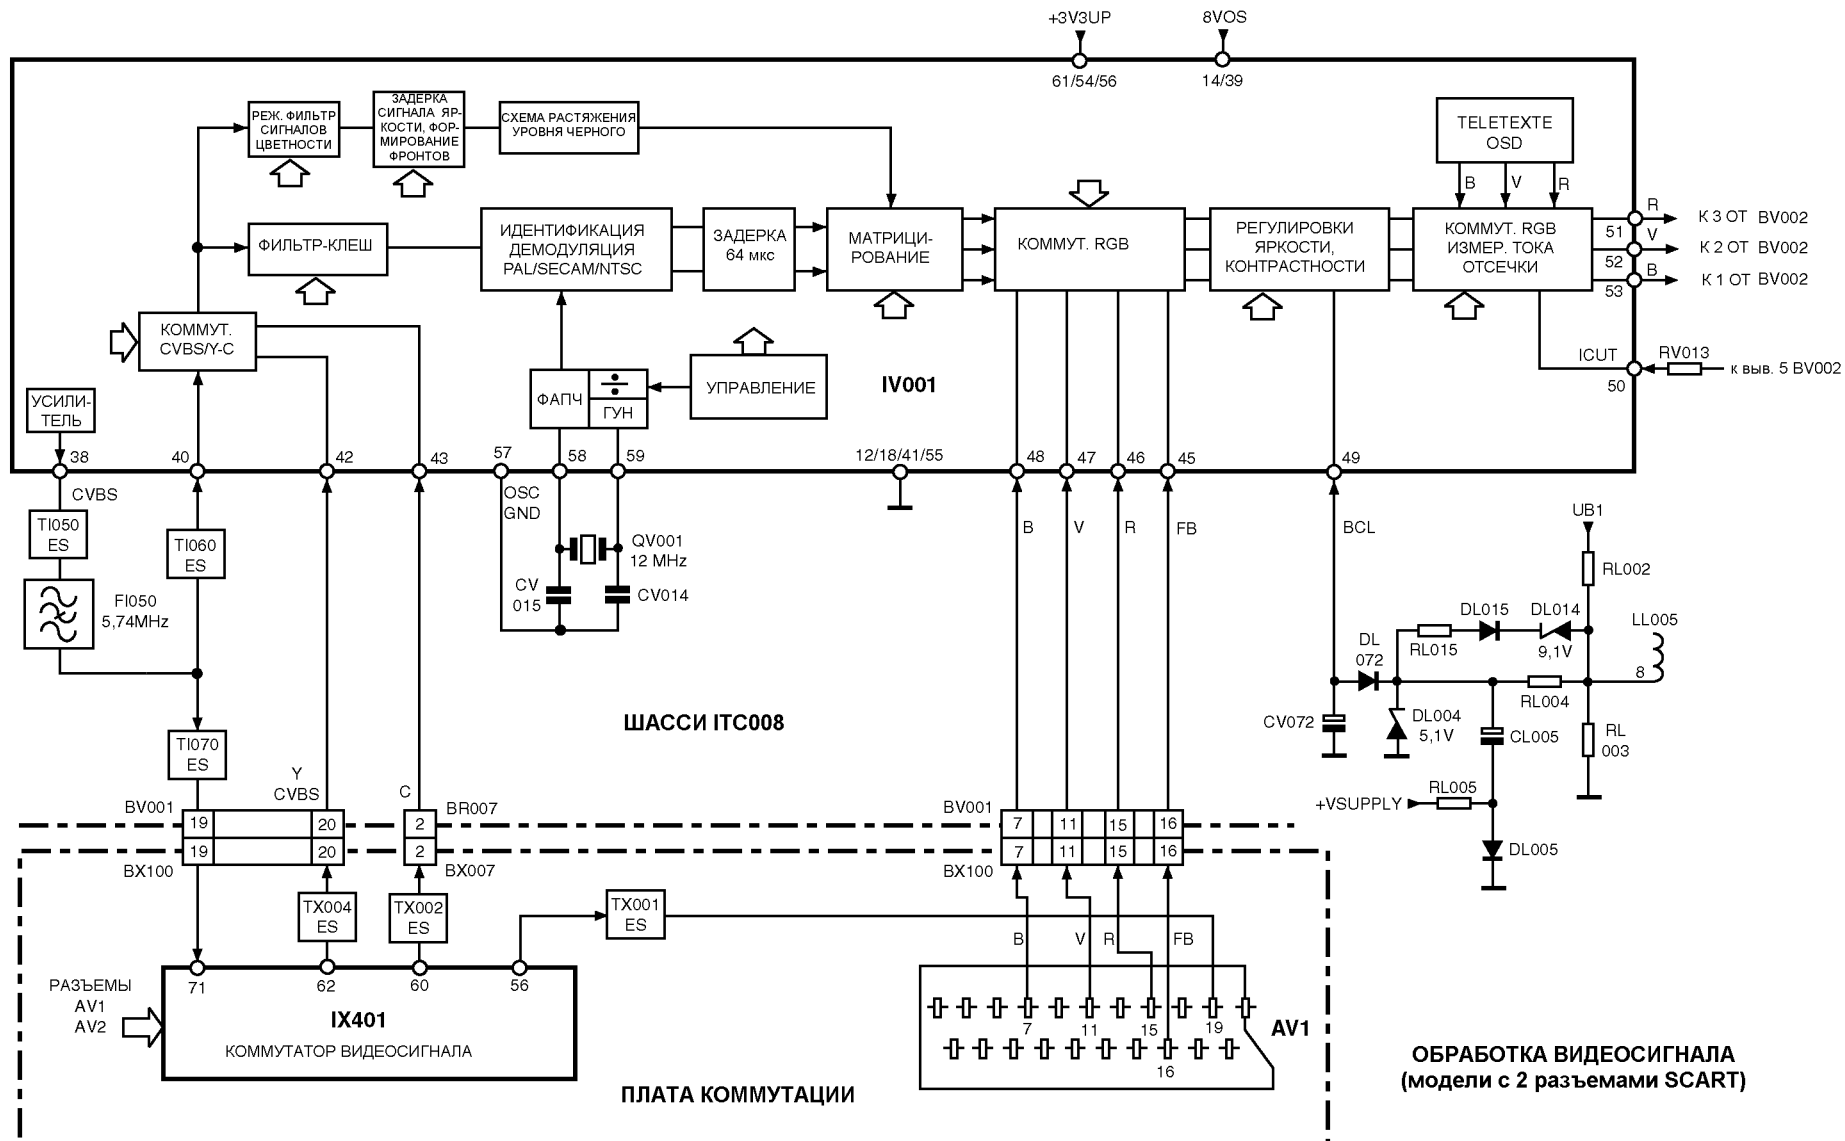 +3V3UP
8VOS
61/54/56
14/39
РЕЖ. ФИЛЬТР
СИГНАЛОВ
ЦВЕТНОСТИ
ЗАДЕРКА
СИГНАЛА ЯР-
КОСТИ, ФОР-
МИРОВАНИЕ
ФРОНТОВ
СХЕМА РАСТЯЖЕНИЯ
УРОВНЯ ЧЕРНОГО
TELETEXTE
OSD
B
V
R
ФИЛЬТР-КЛЕШ
ИДЕНТИФИКАЦИЯ
ДЕМОДУЛЯЦИЯ
PAL/SECAM/NTSC
ЗАДЕРКА
64 мкс
МАТРИЦИ-
РОВАНИЕ
КОММУТ. RGB
РЕГУЛИРОВКИ
ЯРКОСТИ,
КОНТРАСТНОСТИ
КОММУТ. RGB
ИЗМЕР. ТОКА
ОТСЕЧКИ
R
51
К 3 ОТ BV002
V
52
К 2 ОТ BV002
B
53
К 1 ОТ BV002
КОММУТ.
CVBS/Y-C
ФАПЧ
÷
ГУН
УПРАВЛЕНИЕ
IV001
ICUT
50
RV013
к выв. 5 BV002
УСИЛИ-
ТЕЛЬ
38
40
42
43
57
58
59
12/18/41/55
48
47
46
45
49
CVBS
OSC
GND
B
V
R
FB
BCL
TI050
ES
TI060
ES
FI050
5,74MHz
QV001
12 MHz
CV
015
CV014
UB1
RL002
DL015
DL014
9,1V
LL005
8
RL015
DL
072
RL004
CV072
DL004
5,1V
CL005
RL
003
RL005
+VSUPPLY
DL005
ШАССИ ITC008
TI070
ES
Y
CVBS
C
BV001
19
20
2
BR007
BV001
7
11
15
16
BX100
19
20
2
BX007
BX100
7
11
15
16
TX004
ES
TX002
ES
TX001
ES
B
V
R
FB
71
62
60
56
РАЗЪЕМЫ
AV1
AV2
IX401
КОММУТАТОР ВИДЕОСИГНАЛА
7
11
15
19
16
AV1
ПЛАТА КОММУТАЦИИ
ОБРАБОТКА ВИДЕОСИГНАЛА
(модели с 2 разъемами SCART)